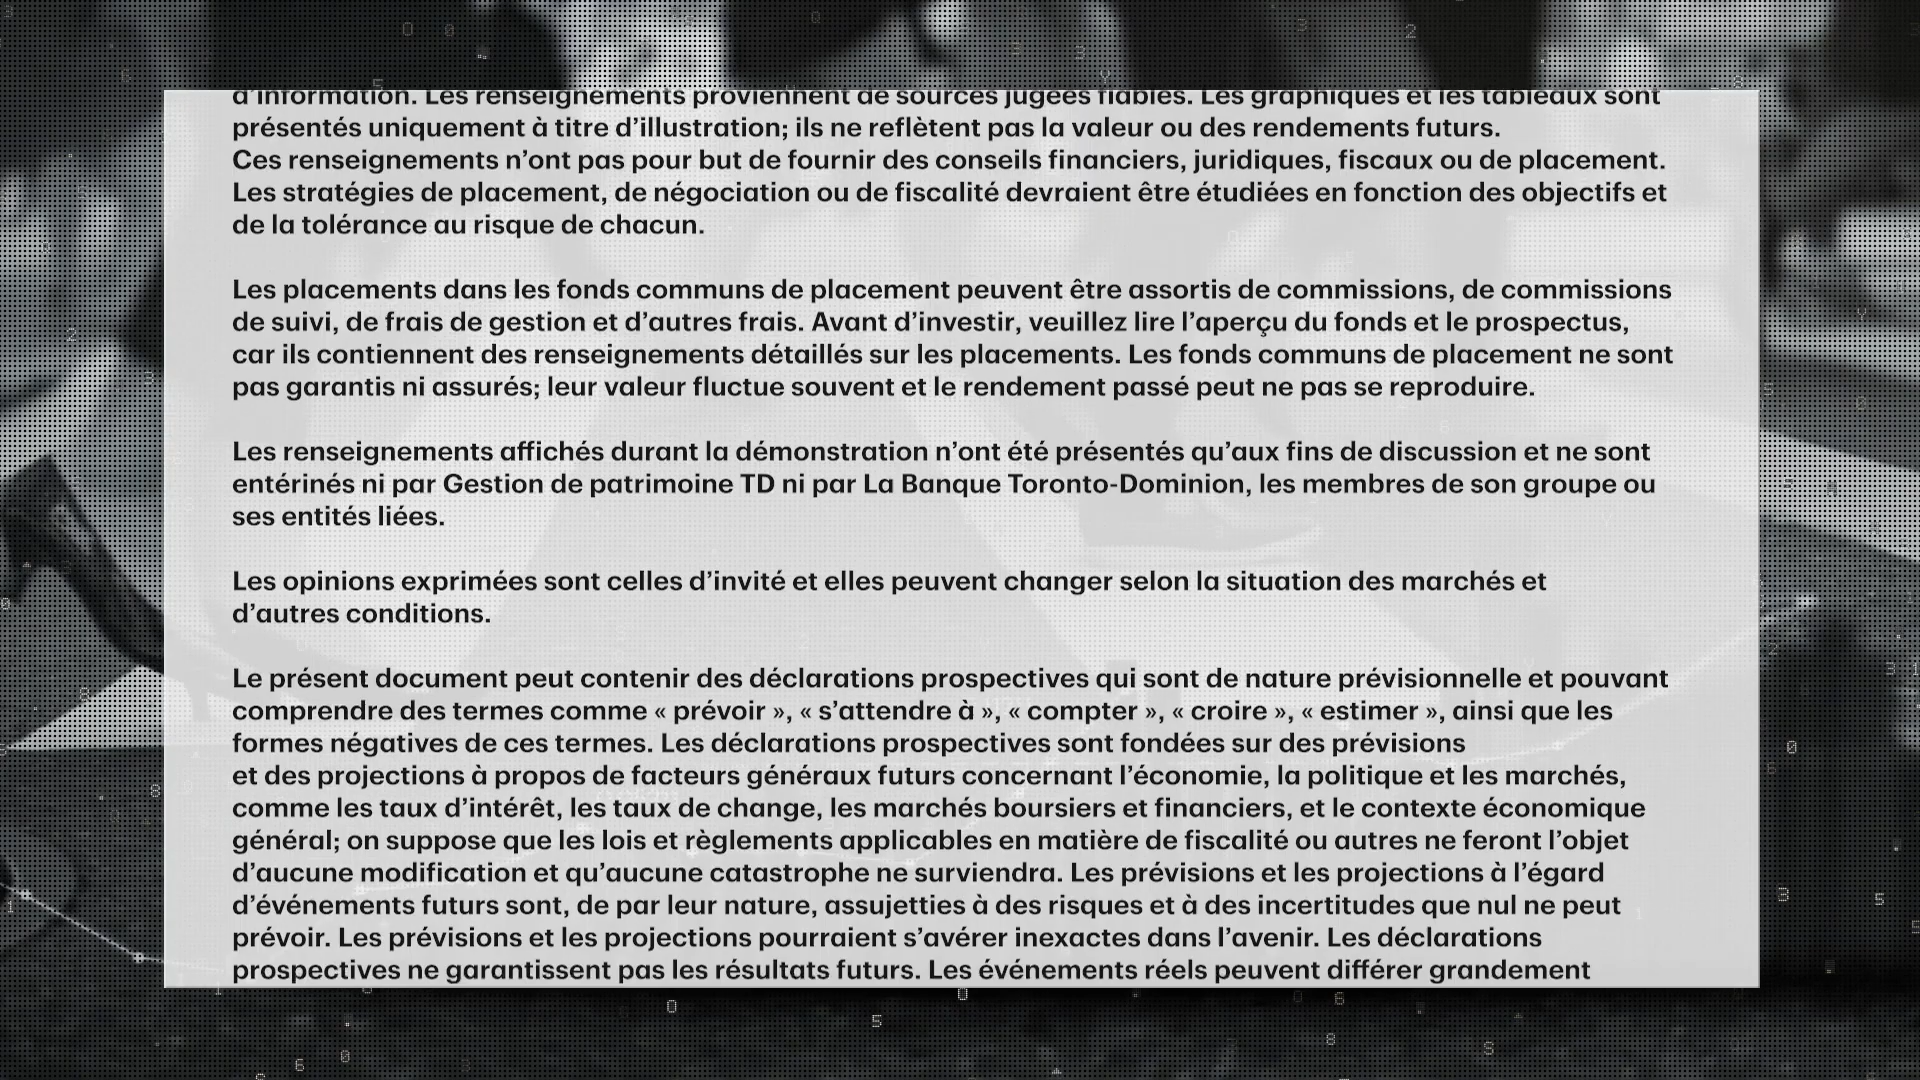 d’information. Les renseignements proviennent de sources jugées fiables. Les graphiques et les tableaux sont
présentés uniquement à titre d’illustration; ils ne reflètent pas la valeur ou des rendements futurs.
Ces renseignements n’ont pas pour but de fournir des conseils financiers, juridiques, fiscaux ou de placement.
Les stratégies de placement, de négociation ou de fiscalité devraient être étudiées en fonction des objectifs et
de la tolérance au risque de chacun.
Les placements dans les fonds communs de placement peuvent être assortis de commissions, de commissions
de suivi, de frais de gestion et d’autres frais. Avant d’investir, veuillez lire l’aperçu du fonds et le prospectus,
car ils contiennent des renseignements détaillés sur les placements. Les fonds communs de placement ne sont
pas garantis ni assurés; leur valeur fluctue souvent et le rendement passé peut ne pas se reproduire.
Les renseignements affichés durant la démonstration n’ont été présentés qu’aux fins de discussion et ne sont
entérinés ni par Gestion de patrimoine TD ni par La Banque Toronto-Dominion, les membres de son groupe ou
ses entités liées.
Les opinions exprimées sont celles d’invité et elles peuvent changer selon la situation des marchés et
d’autres conditions.
Le présent document peut contenir des déclarations prospectives qui sont de nature prévisionnelle et pouvant
comprendre des termes comme « prévoir », « s’attendre à », « compter », « croire », « estimer », ainsi que les
formes négatives de ces termes. Les déclarations prospectives sont fondées sur des prévisions
et des projections à propos de facteurs généraux futurs concernant l’économie, la politique et les marchés,
comme les taux d’intérêt, les taux de change, les marchés boursiers et financiers, et le contexte économique
général; on suppose que les lois et règlements applicables en matière de fiscalité ou autres ne feront l’objet
d’aucune modification et qu’aucune catastrophe ne surviendra. Les prévisions et les projections à l’égard
d’événements futurs sont, de par leur nature, assujetties à des risques et à des incertitudes que nul ne peut
prévoir. Les prévisions et les projections pourraient s’avérer inexactes dans l’avenir. Les déclarations
prospectives ne garantissent pas les résultats futurs. Les événements réels peuvent différer grandement